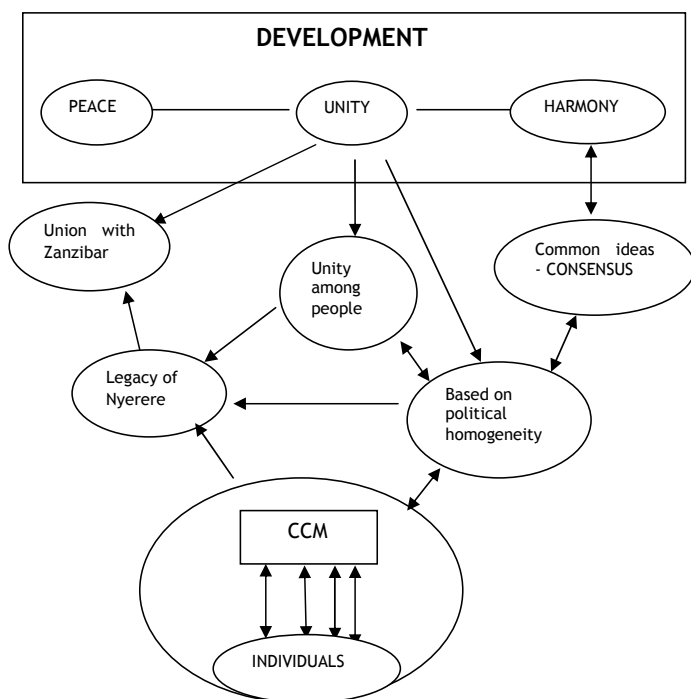 DEVELOPMENT
PEACE
UNITY
HARMONY
Union with
Zanzibar
Common ideas
- CONSENSUS
Unity
among
people
Legacy of
Nyerere
Based on
political
homogeneity
CCM
INDIVIDUALS